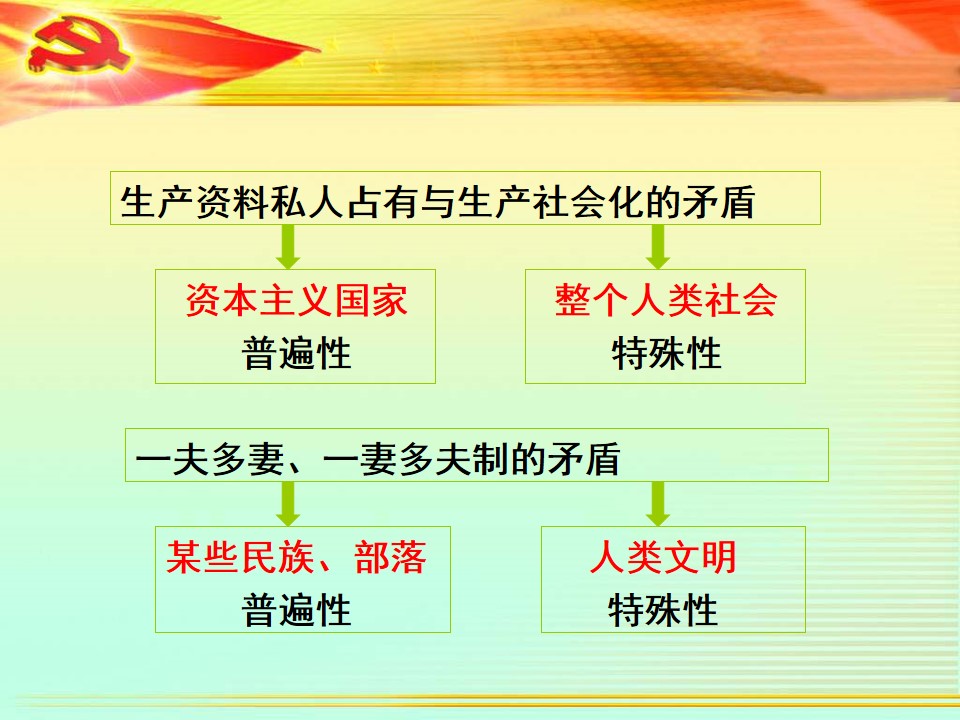 生产资料私人占有与生产社会化的矛盾
资本主义国家
普遍性
整个人类社会
特殊性
一夫多妻、一妻多夫制的矛盾
某些民族、部落
普遍性
人类文明
特殊性